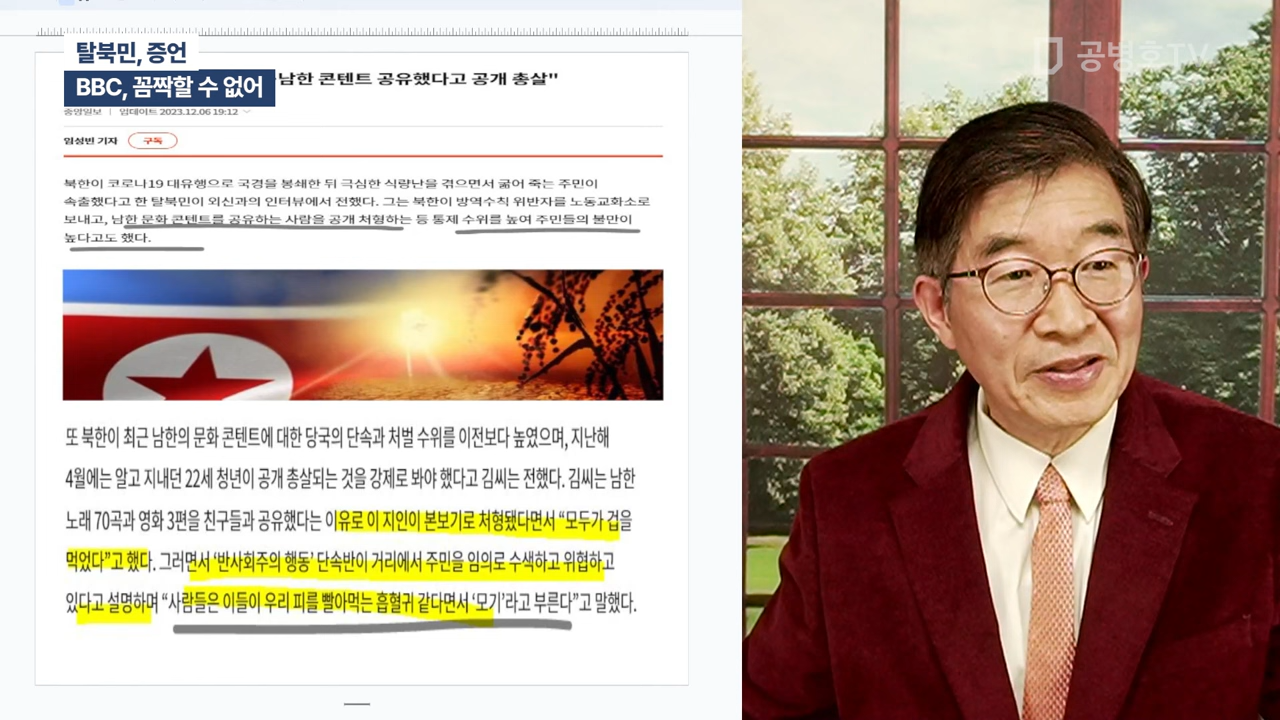 탈북민, 증언
BBC, 꼼짝할 수 없어
남한 콘텐트 공유했다고 공개 총살"
중앙일보 | 업데이트 2023.12.06 19:12
임성빈 기자 구독
북한이 코로나19 대유행으로 국경을 봉쇄한 뒤 극심한 식량난을 겪으면서 굶어 죽는 주민이
속출했다고 한 탈북민이 외신과의 인터뷰에서 전했다. 그는 북한이 방역수칙 위반자를 노동교화소로
보내고, 남한 문화 콘텐트를 공유하는 사람을 공개 처형하는 등 통제 수위를 높여 주민들의 불만이
높다고도 했다.
또 북한이 최근 남한의 문화 콘텐트에 대한 당국의 단속과 처벌 수위를 이전보다 높였으며, 지난해
4월에는 알고 지내던 22세 청년이 공개 총살되는 것을 강제로 봐야 했다고 김씨는 전했다. 김씨는 남한
노래 70곡과 영화 3편을 친구들과 공유했다는 이유로 이 지인이 본보기로 처형됐다면서 “모두가 겁을
먹었다”고 했다. 그러면서 ‘반사회주의 행동’ 단속반이 거리에서 주민을 임의로 수색하고 위협하고
있다고 설명하며 “사람들은 이들이 우리 피를 빨아먹는 흡혈귀 같다면서 ‘모기’라고 부른다”고 말했다.
공병호TV